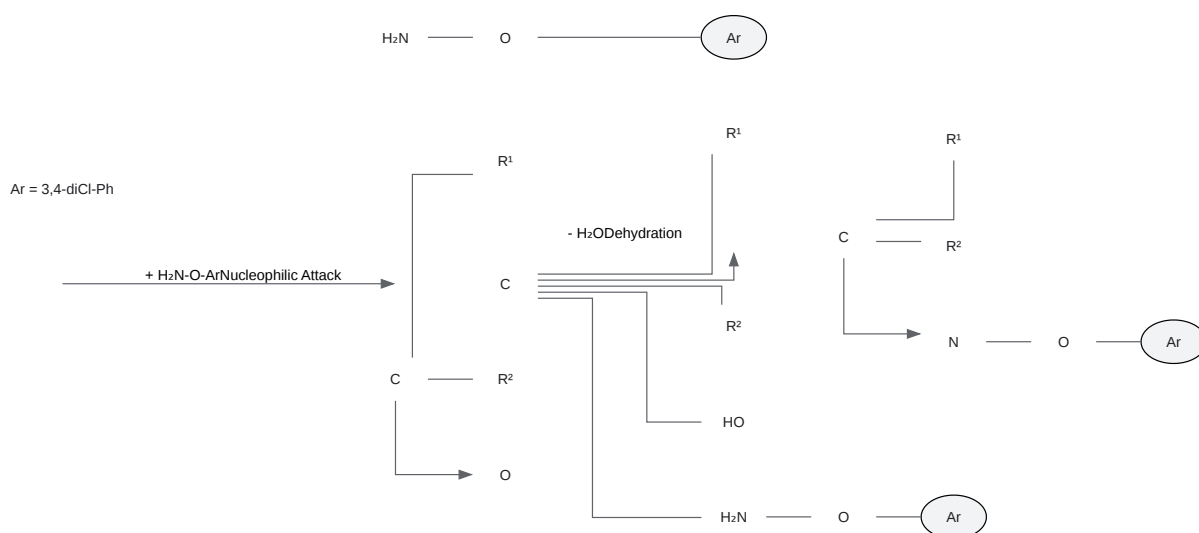 H₂N O Ar
R¹
R¹
R¹
Ar = 3,4-diCl-Ph
- H₂ODehydration
C
R²
+ H₂N-O-ArNucleophilic Attack
C
R²
N O Ar
C R²
HO
O
H₂N O Ar